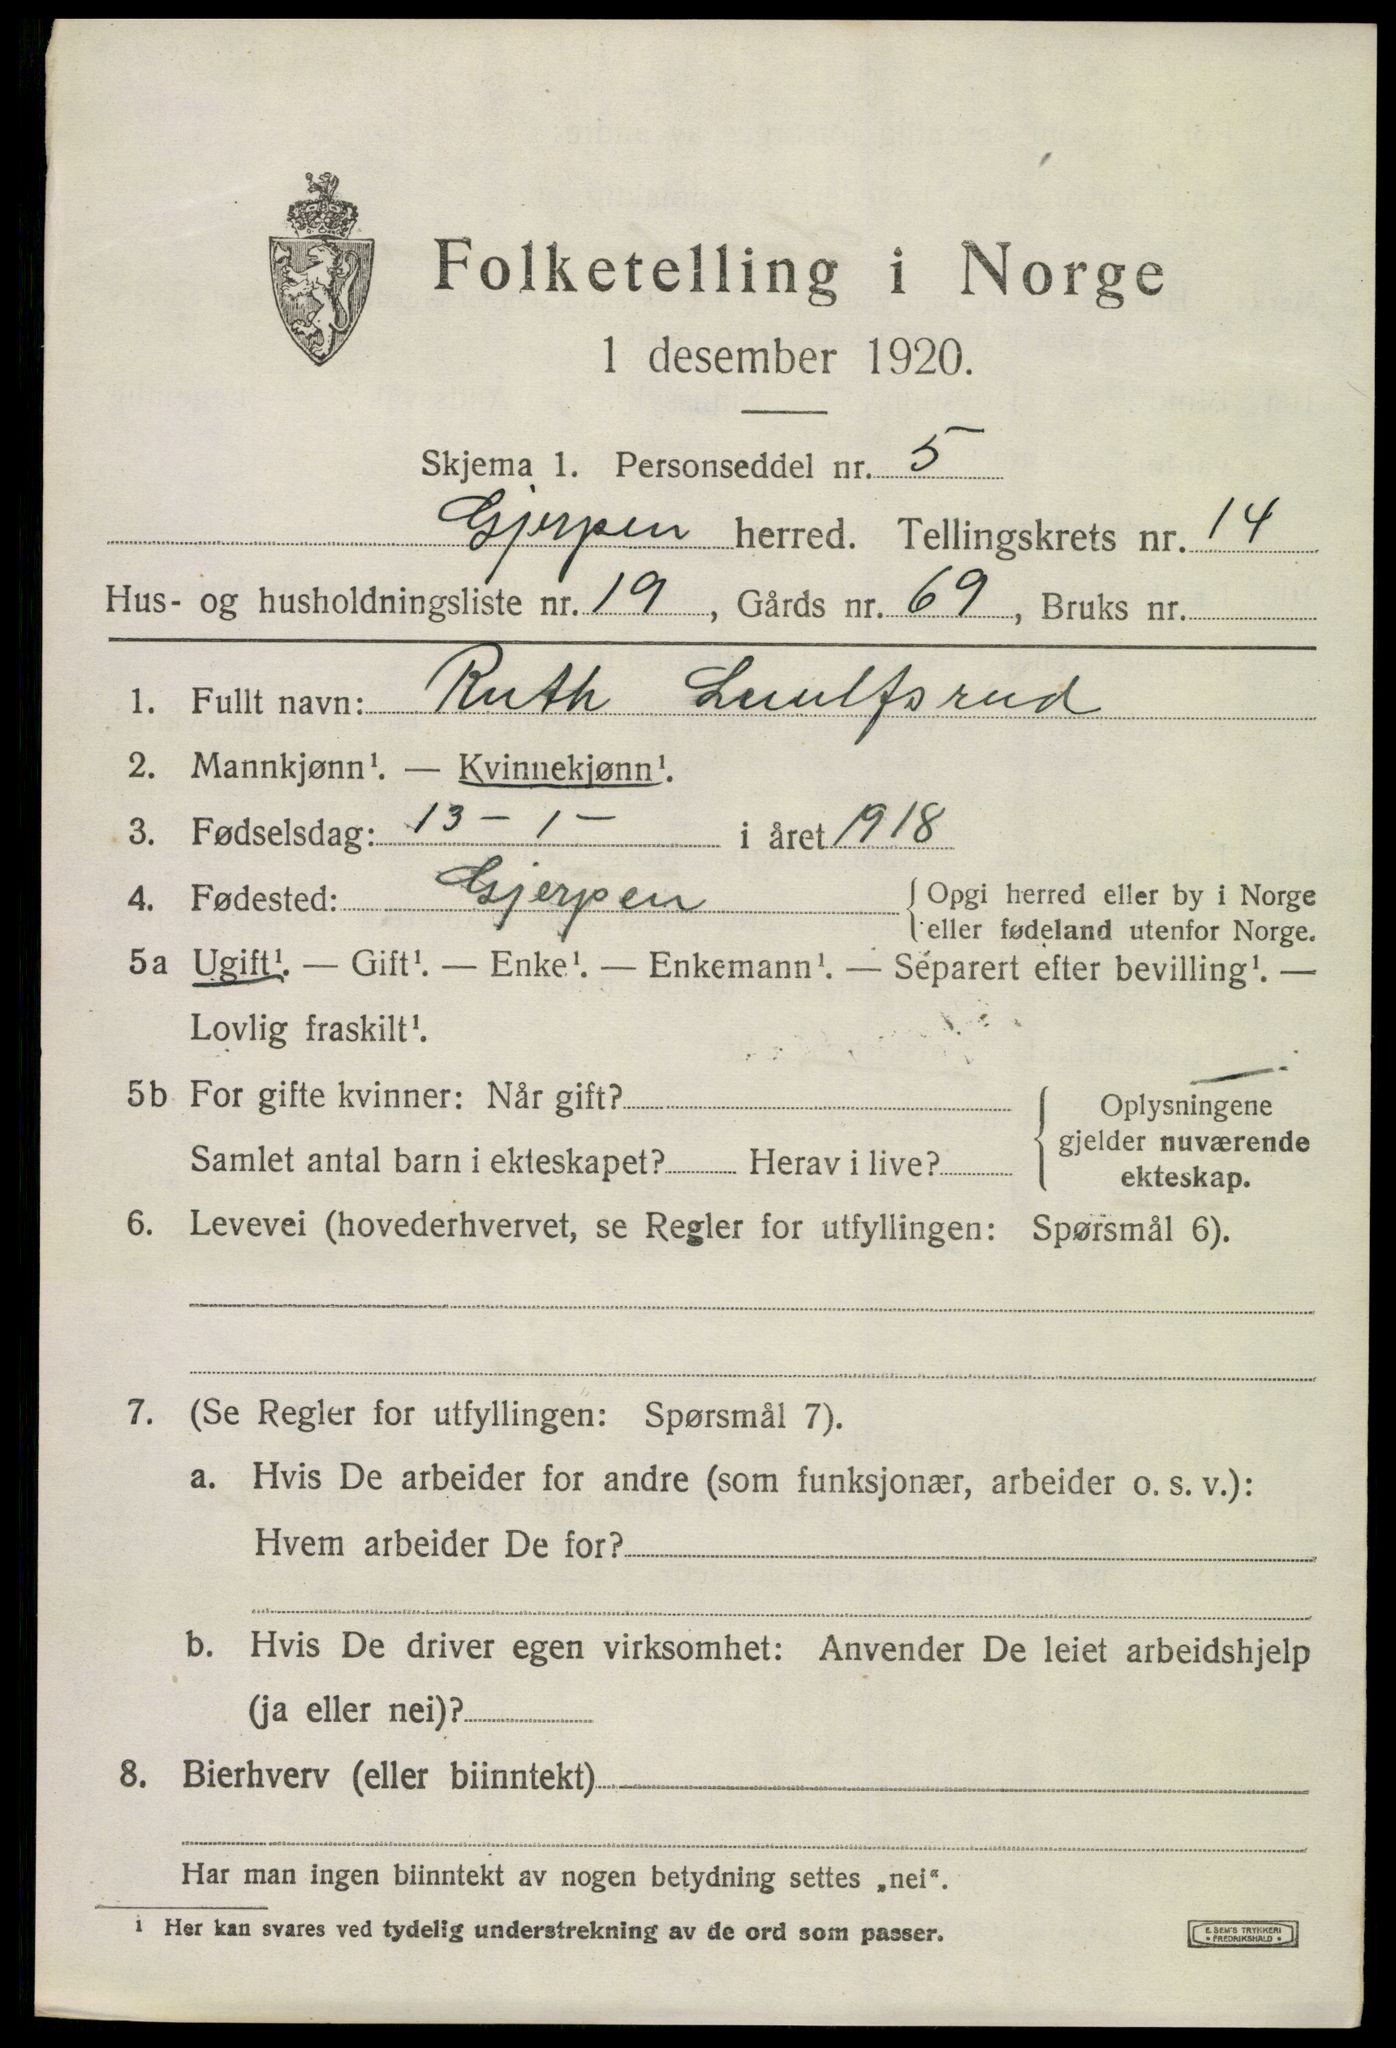 Folketelling i Norge
1 desember 1920.
Skjema 1. Personseddel nr. 5
Gjerpen herred. Tellingskrets nr. 14
Hus- og husholdningsliste nr. 19, Gårds nr. 69, Bruks nr.
1. Fullt navn: Ruth Luulfsrud
2. Mannkjønn¹. — Kvinnekjønn¹.
3. Fødselsdag: 13 - 1 - i året 1918
4. Fødested: Gjerpen { Opgi herred eller by i Norge
eller fødeland utenfor Norge.
5a Ugift¹. — Gift¹. — Enke¹. — Enkemann¹. — Separert efter bevilling¹. —
Lovlig fraskilt¹.
5b For gifte kvinner: Når gift?
Samlet antal barn i ekteskapet? Herav i live?
Oplysningene
gjelder nuværende
ekteskap.
6. Levevei (hovederhvervet, se Regler for utfyllingen: Spørsmål 6).
7. (Se Regler for utfyllingen: Spørsmål 7).
a. Hvis De arbeider for andre (som funksjonær, arbeider o. s. v.):
Hvem arbeider De for?
b. Hvis De driver egen virksomhet: Anvender De leiet arbeidshjelp
(ja eller nei)?
8. Bierhverv (eller biinntekt)
Har man ingen biinntekt av nogen betydning settes „nei“.
1 Her kan svares ved tydelig understrekning av de ord som passer.
E. SEM'S TRYKKERI
• FREDRIKSHALD •